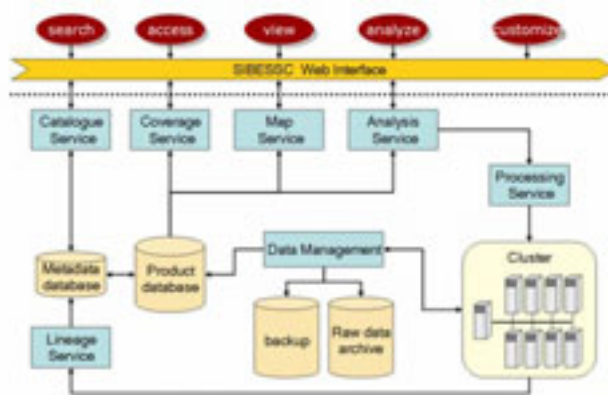 search
access
view
analyze
customize
SIBESSC Web Interface
Catalogue
Service
Coverage
Service
Map
Service
Analysis
Service
Processing
Service
Metadata
database
Product
database
Data Management
Cluster
Lineage
Service
backup
Raw data
archive